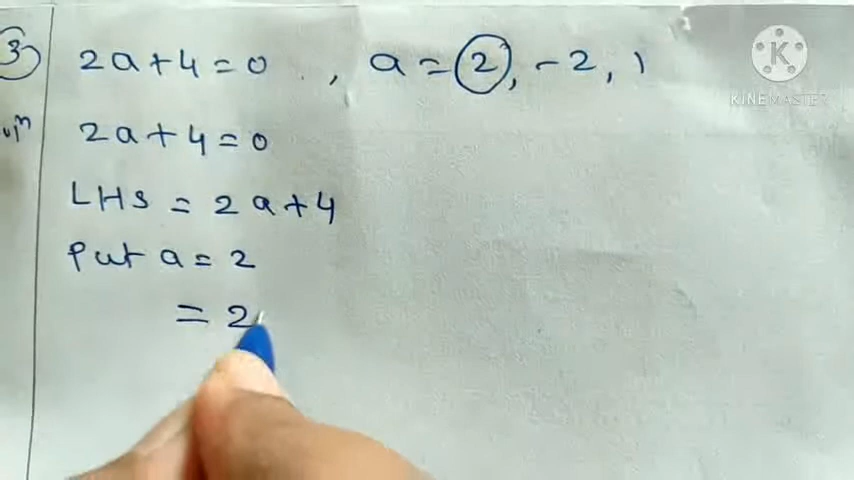 3 2a+4=0 , a=2, -2, 1
2a+4=0
LHS = 2a+4
Put a=2
= 2
KINEMASTER